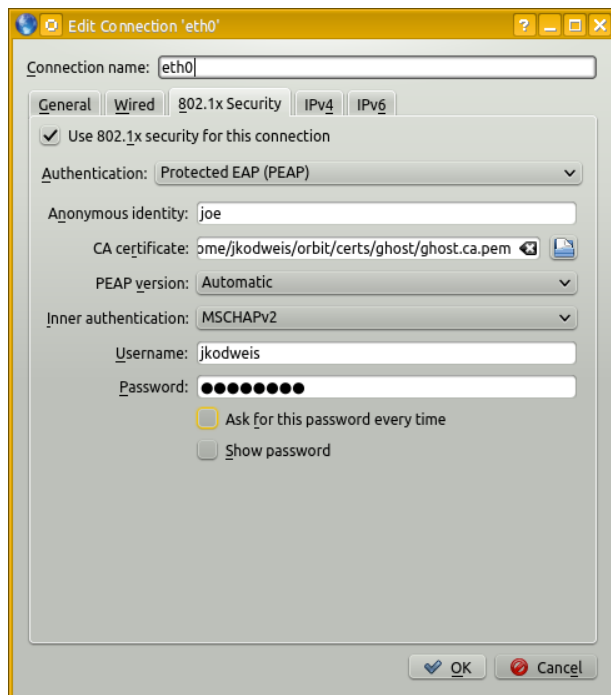 Edit Connection 'eth0'
Connection name: eth0
General Wired 802.1x Security IPv4 IPv6
Use 802.1x security for this connection
Authentication: Protected EAP (PEAP)
Anonymous identity: joe
CA certificate: ome/jkodweis/orbit/certs/ghost/ghost.ca.pem
PEAP version: Automatic
Inner authentication: MSCHAPv2
Username: jkodweis
Password: ●●●●●●●●
Ask for this password every time
Show password
OK Cancel